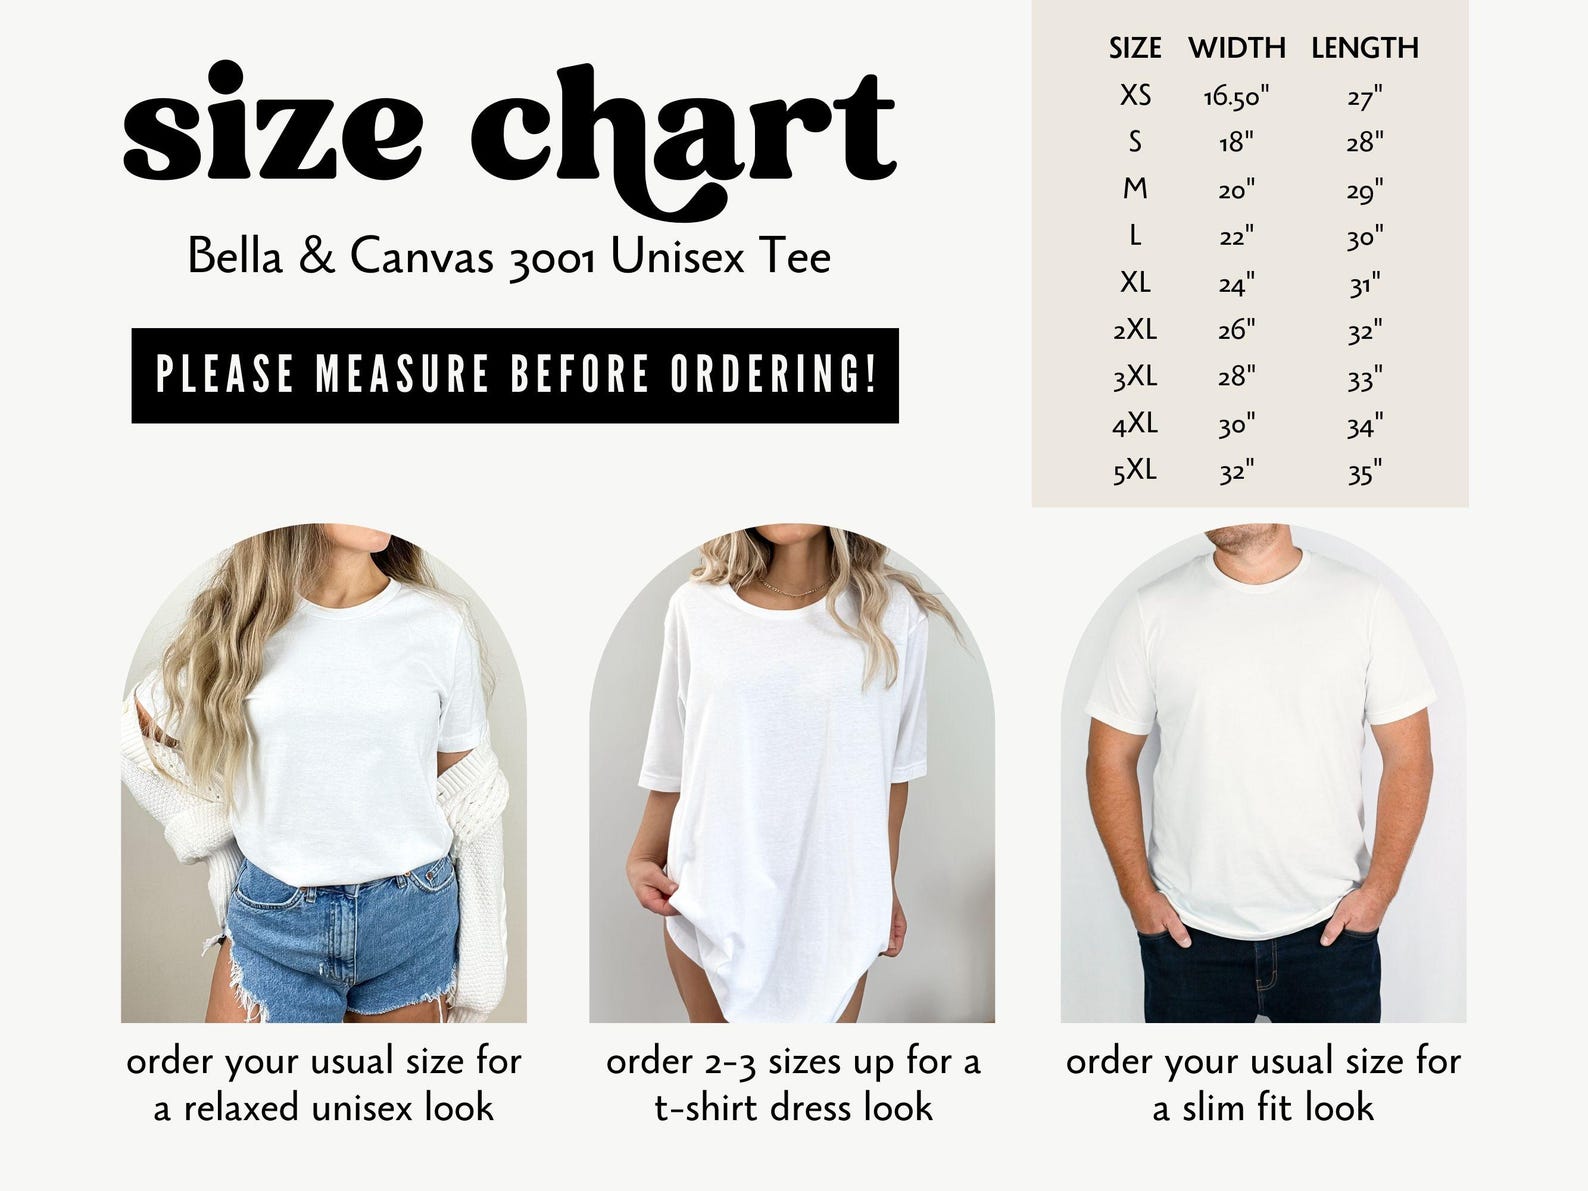 size chart
Bella & Canvas 3001 Unisex Tee
PLEASE MEASURE BEFORE ORDERING!
SIZE WIDTH LENGTH
XS 16.50" 27"
S 18" 28"
M 20" 29"
L 22" 30"
XL 24" 31"
2XL 26" 32"
3XL 28" 33"
4XL 30" 34"
5XL 32" 35"
order your usual size for
a relaxed unisex look
order 2-3 sizes up for a
t-shirt dress look
order your usual size for
a slim fit look